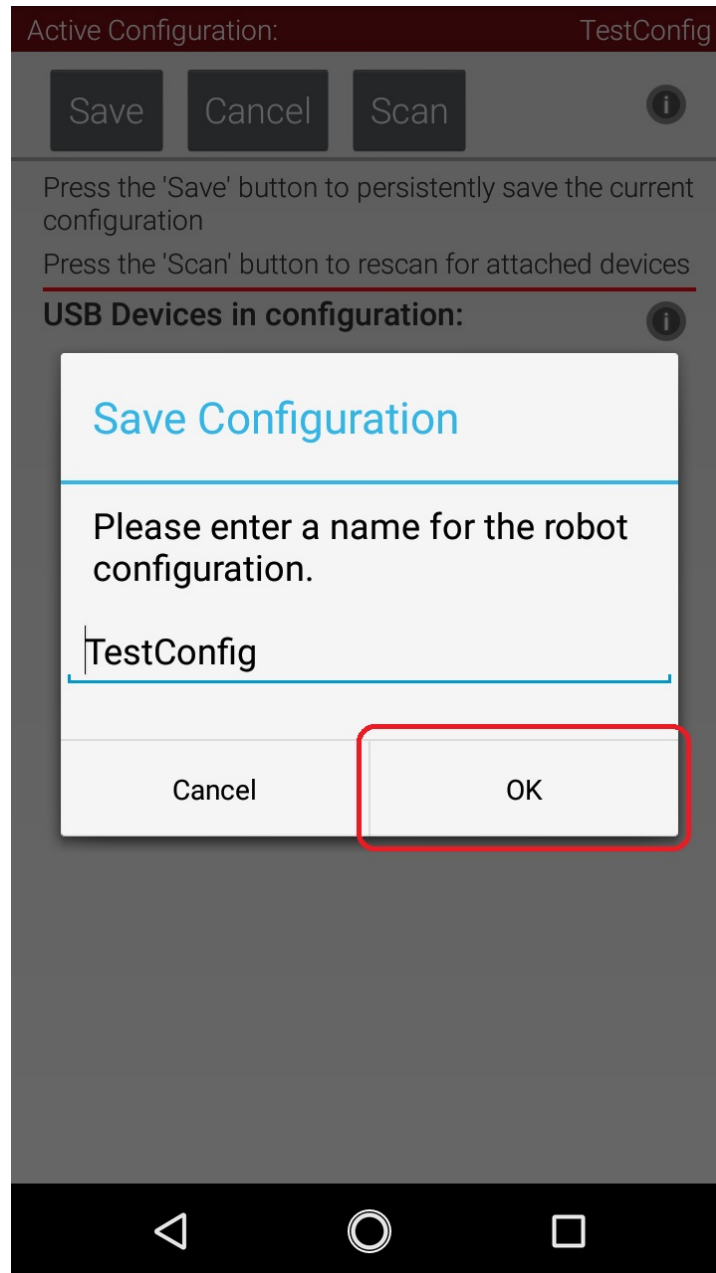 Active Configuration: TestConfig
Save Cancel Scan
Press the 'Save' button to persistently save the current
configuration
Press the 'Scan' button to rescan for attached devices
USB Devices in configuration:
Save Configuration
Please enter a name for the robot
configuration.
TestConfig
Cancel OK